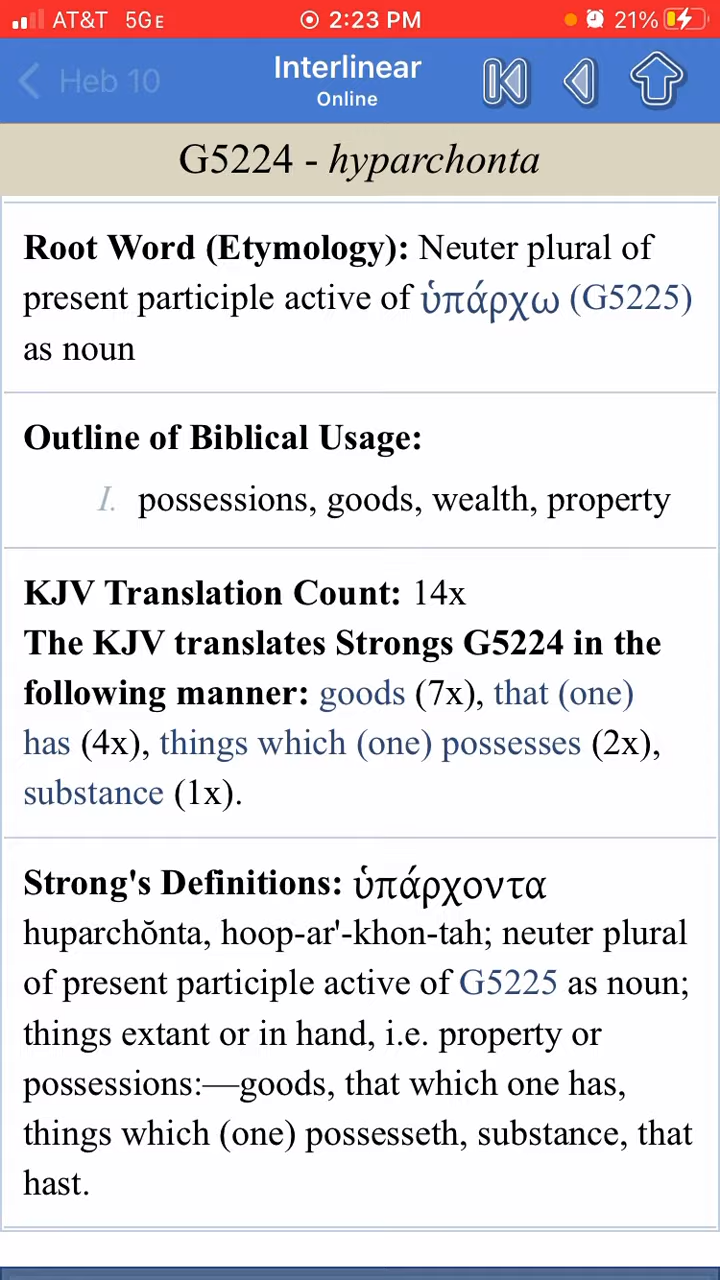 AT&T 5GE 2:23 PM 21%
Heb 10 Interlinear
Online
G5224 - hyparchonta
Root Word (Etymology): Neuter plural of
present participle active of ὑπάρχω (G5225)
as noun
Outline of Biblical Usage:
I. possessions, goods, wealth, property
KJV Translation Count: 14x
The KJV translates Strongs G5224 in the
following manner: goods (7x), that (one)
has (4x), things which (one) possesses (2x),
substance (1x).
Strong's Definitions: ὑπάρχοντα
huparchŏnta, hoop-ar'-khon-tah; neuter plural
of present participle active of G5225 as noun;
things extant or in hand, i.e. property or
possessions:—goods, that which one has,
things which (one) possesseth, substance, that
hast.